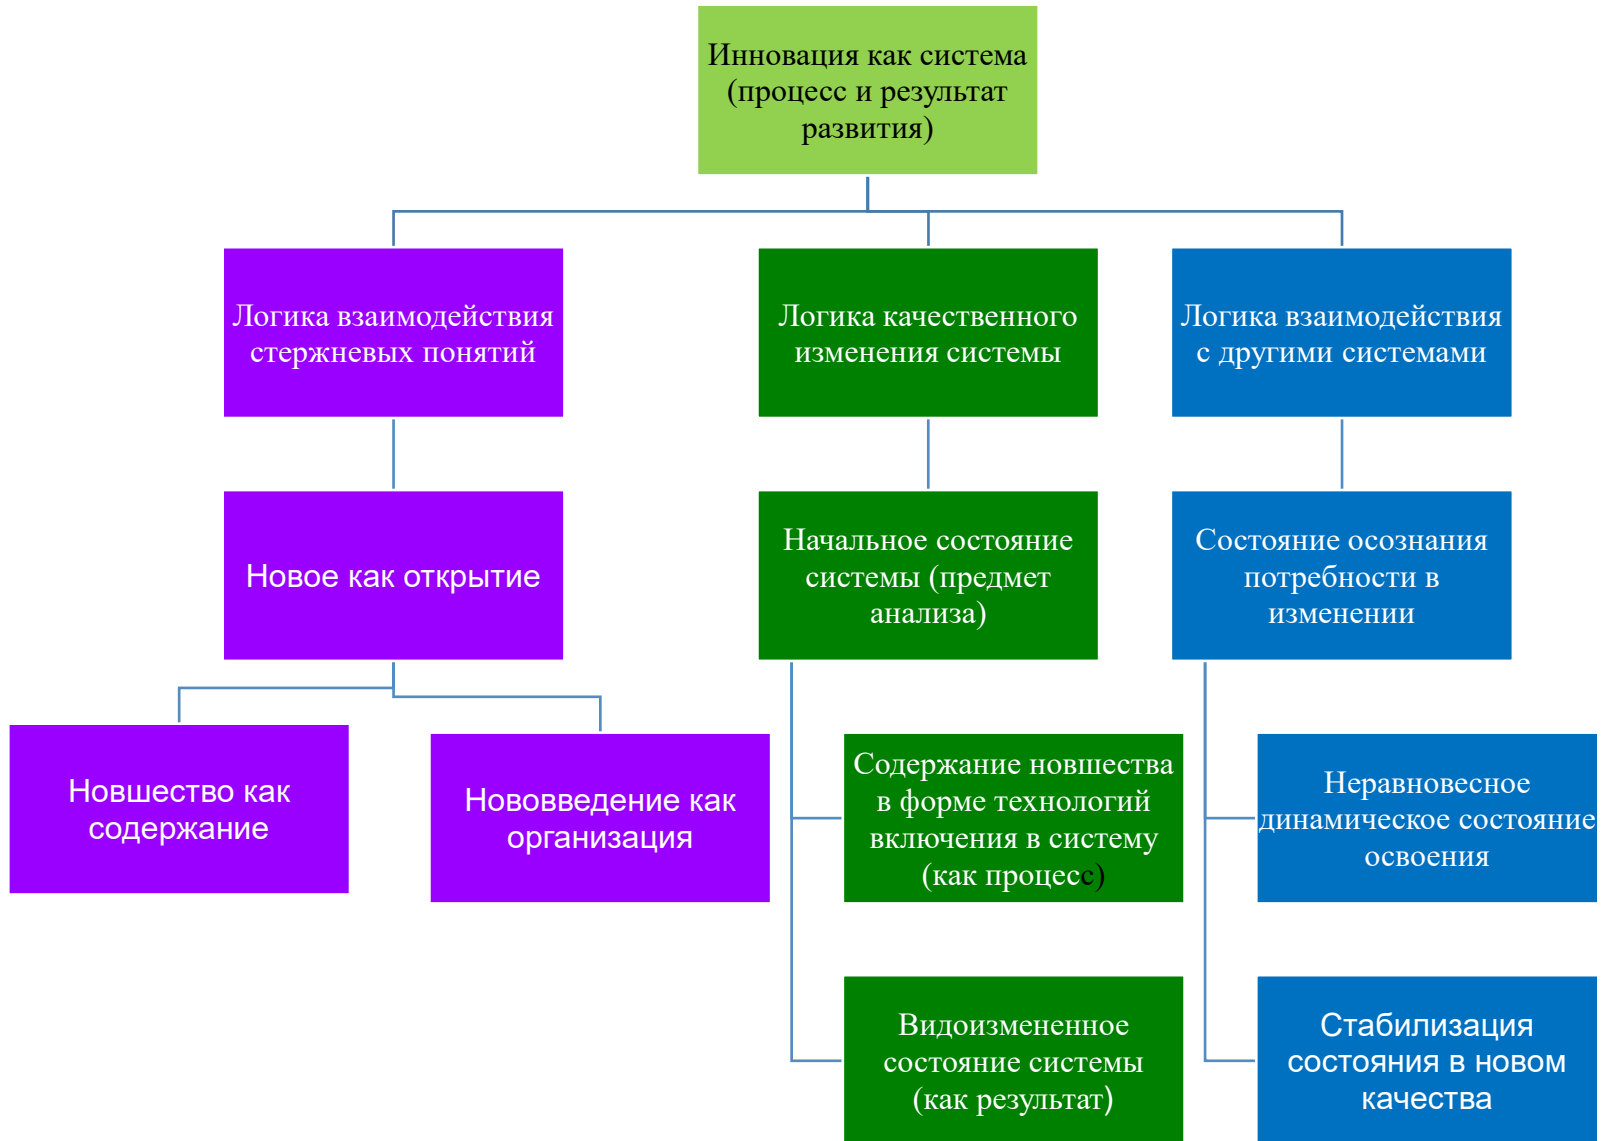 Инновация как система
(процесс и результат
развития)
Логика взаимодействия
стержневых понятий
Логика качественного
изменения системы
Логика взаимодействия
с другими системами
Новое как открытие
Начальное состояние
системы (предмет
анализа)
Состояние осознания
потребности в
изменении
Новшество как
содержание
Нововведение как
организация
Содержание новшества
в форме технологий
включения в систему
(как процесс)
Неравновесное
динамическое состояние
освоения
Видоизмененное
состояние системы
(как результат)
Стабилизация
состояния в новом
качества